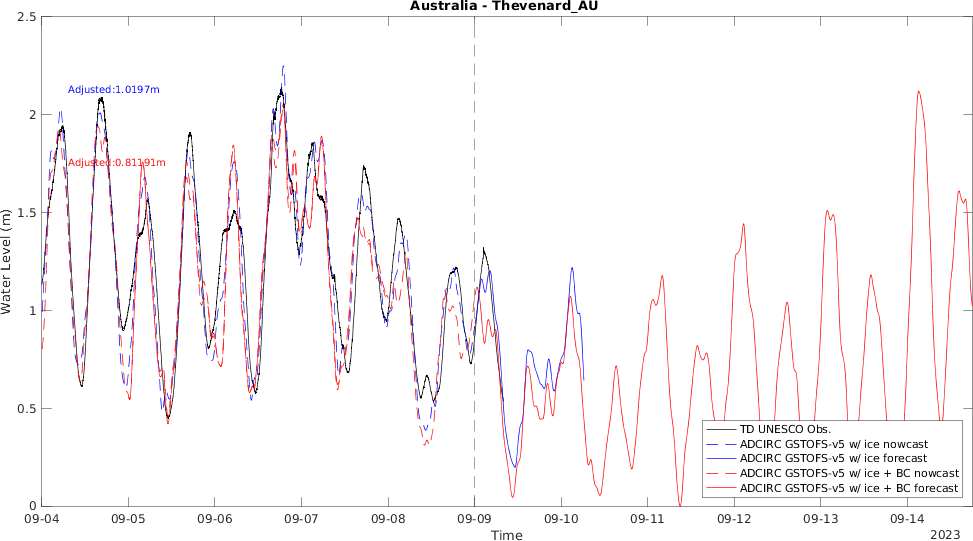 Australia - Thevenard_AU
2.5
2
1.5
1
0.5
0
Water Level (m)
Adjusted:1.0197m
Adjusted:0.81191m
TD UNESCO Obs.
ADCIRC GSTOFS-v5 w/ ice nowcast
ADCIRC GSTOFS-v5 w/ ice forecast
ADCIRC GSTOFS-v5 w/ ice + BC nowcast
ADCIRC GSTOFS-v5 w/ ice + BC forecast
09-04 09-05 09-06 09-07 09-08 09-09 09-10 09-11 09-12 09-13 09-14
Time
2023